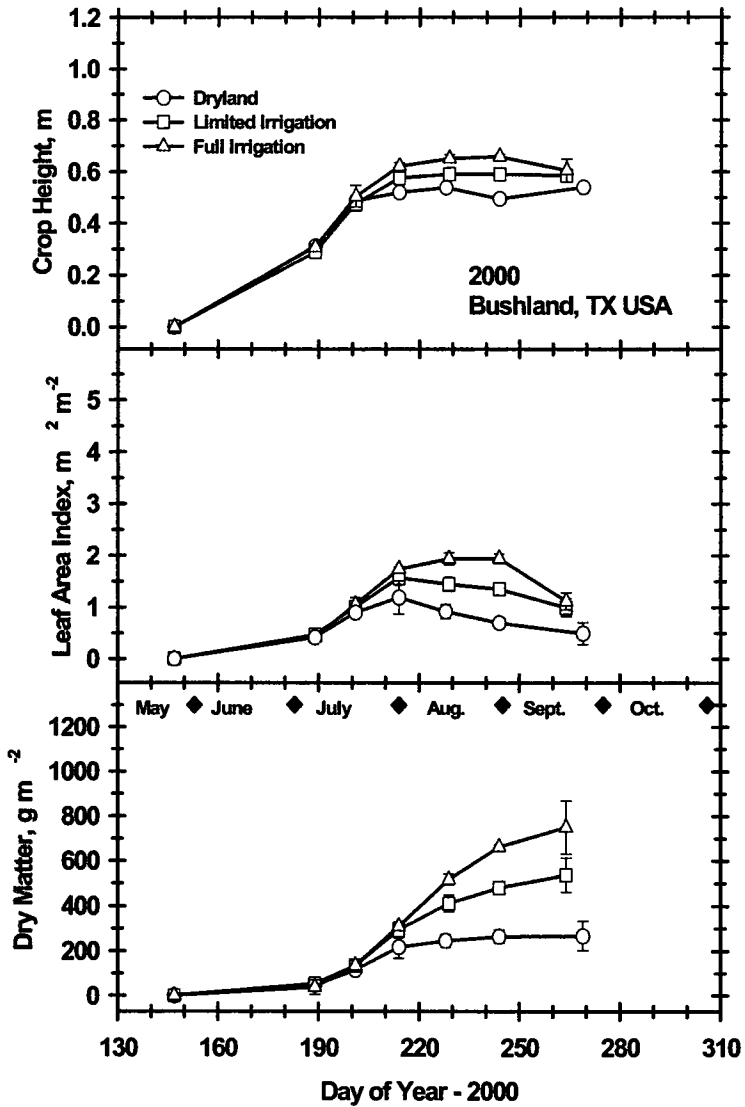 1.2
1.0
0.8
0.6
0.4
0.2
0.0
Crop Height, m
Dryland
Limited Irrigation
Full Irrigation
2000
Bushland, TX USA
5
4
3
2
1
0
Leaf Area Index, m 2 m-2
May June July Aug. Sept. Oct.
1200
1000
800
600
400
200
0
Dry Matter, g m-2
130 160 190 220 250 280 310
Day of Year - 2000